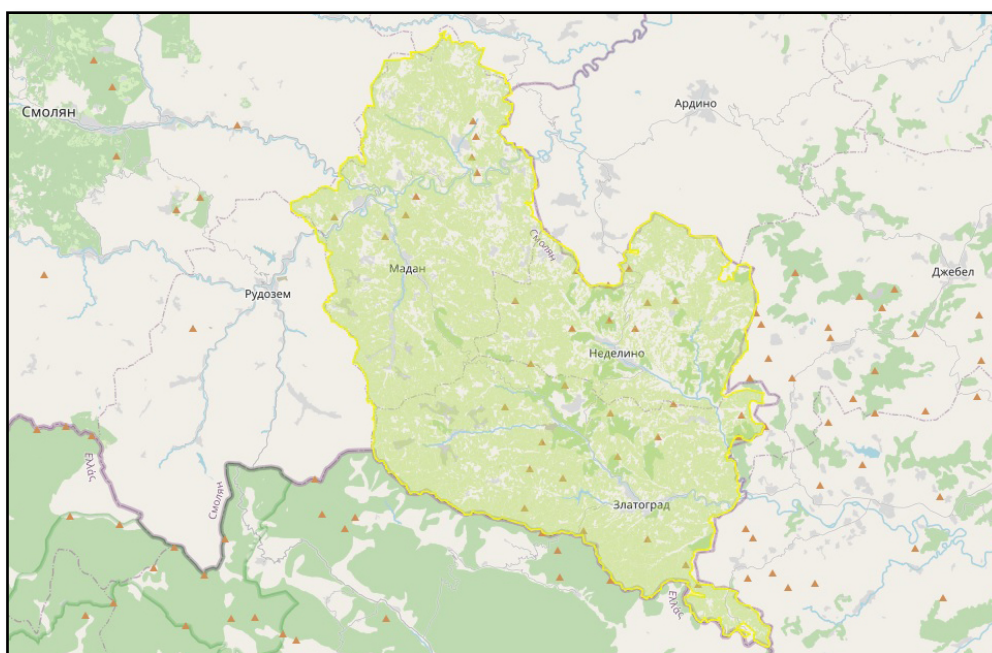 Смолян
Ардино
Смолян
Мадан
Джебел
Рудозем
Неделино
Ελλάς
Смолян
Златоград
Ελλάς